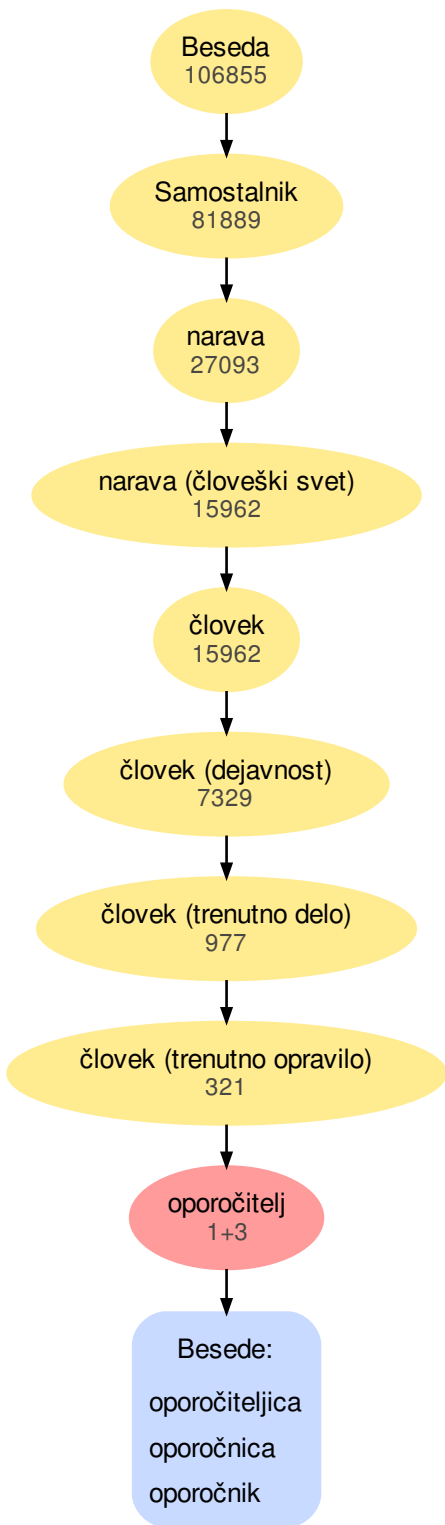 Beseda
106855
Samostalnik
81889
narava
27093
narava (človeški svet)
15962
človek
15962
človek (dejavnost)
7329
človek (trenutno delo)
977
človek (trenutno opravilo)
321
oporočitelj
1+3
Besede:
oporočiteljica
oporočnica
oporočnik